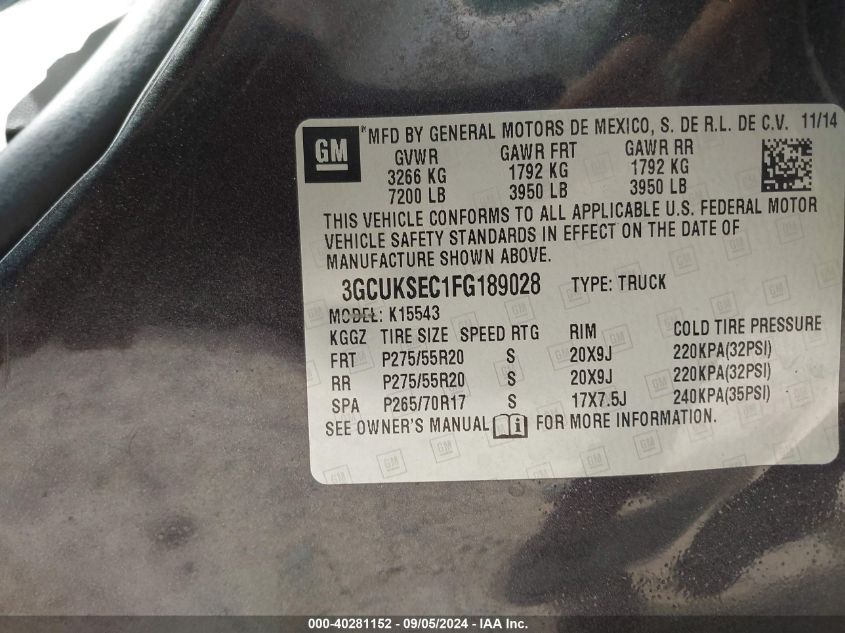 GM
MFD BY GENERAL MOTORS DE MEXICO, S. DE R.L. DE C.V. 11/14
GVWR GAWR FRT GAWR RR
3266 KG 1792 KG 1792 KG
7200 LB 3950 LB 3950 LB
THIS VEHICLE CONFORMS TO ALL APPLICABLE U.S. FEDERAL MOTOR
VEHICLE SAFETY STANDARDS IN EFFECT ON THE DATE OF
MANUFACTURE SHOWN ABOVE.
3GCUKSEC1FG189028 TYPE: TRUCK
MODEL: K15543
KGGZ TIRE SIZE SPEED RTG RIM COLD TIRE PRESSURE
FRT P275/55R20 S 20X9J 220KPA(32PSI)
RR P275/55R20 S 20X9J 220KPA(32PSI)
SPA P265/70R17 S 17X7.5J 240KPA(35PSI)
SEE OWNER'S MANUAL FOR MORE INFORMATION.
000-40281152 - 09/05/2024 - IAA Inc.